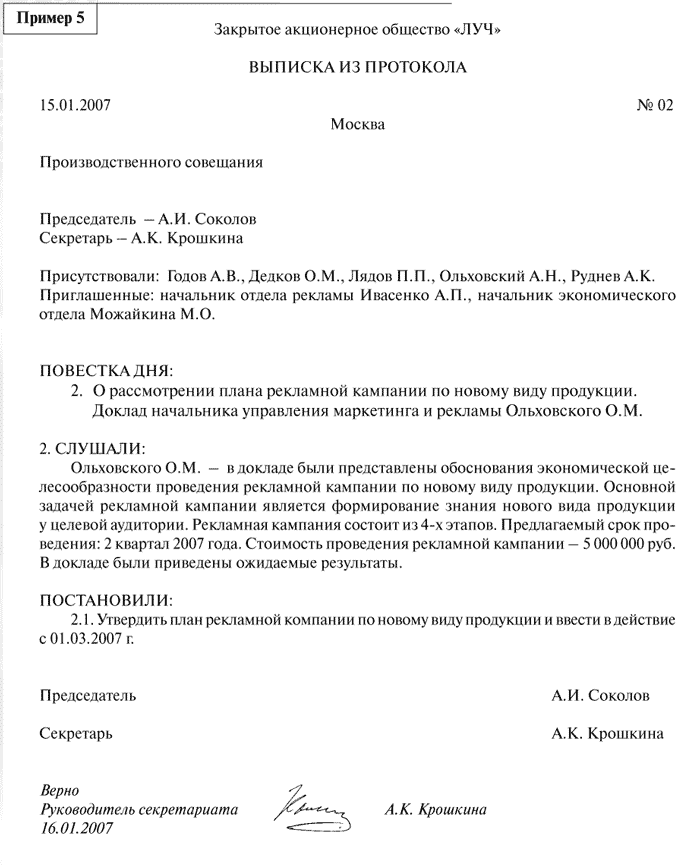 Пример 5
Закрытое акционерное общество «ЛУЧ»
ВЫПИСКА ИЗ ПРОТОКОЛА
15.01.2007 № 02
Москва
Производственного совещания
Председатель – А.И. Соколов
Секретарь – А.К. Крошкина
Присутствовали: Годов А.В., Дедков О.М., Лядов П.П., Ольховский А.Н., Руднев А.К.
Приглашенные: начальник отдела рекламы Ивасенко А.П., начальник экономического
отдела Можайкина М.О.
ПОВЕСТКА ДНЯ:
2. О рассмотрении плана рекламной кампании по новому виду продукции.
Доклад начальника управления маркетинга и рекламы Ольховского О.М.
2. СЛУШАЛИ:
Ольховского О.М. – в докладе были представлены обоснования экономической це-
лесообразности проведения рекламной кампании по новому виду продукции. Основной
задачей рекламной кампании является формирование знания нового вида продукции
у целевой аудитории. Рекламная кампания состоит из 4-х этапов. Предлагаемый срок про-
ведения: 2 квартал 2007 года. Стоимость проведения рекламной кампании – 5 000 000 руб.
В докладе были приведены ожидаемые результаты.
ПОСТАНОВИЛИ:
2.1. Утвердить план рекламной компании по новому виду продукции и ввести в действие
с 01.03.2007 г.
Председатель А.И. Соколов
Секретарь А.К. Крошкина
Верно
Руководитель секретариата А.К. Крошкина
16.01.2007